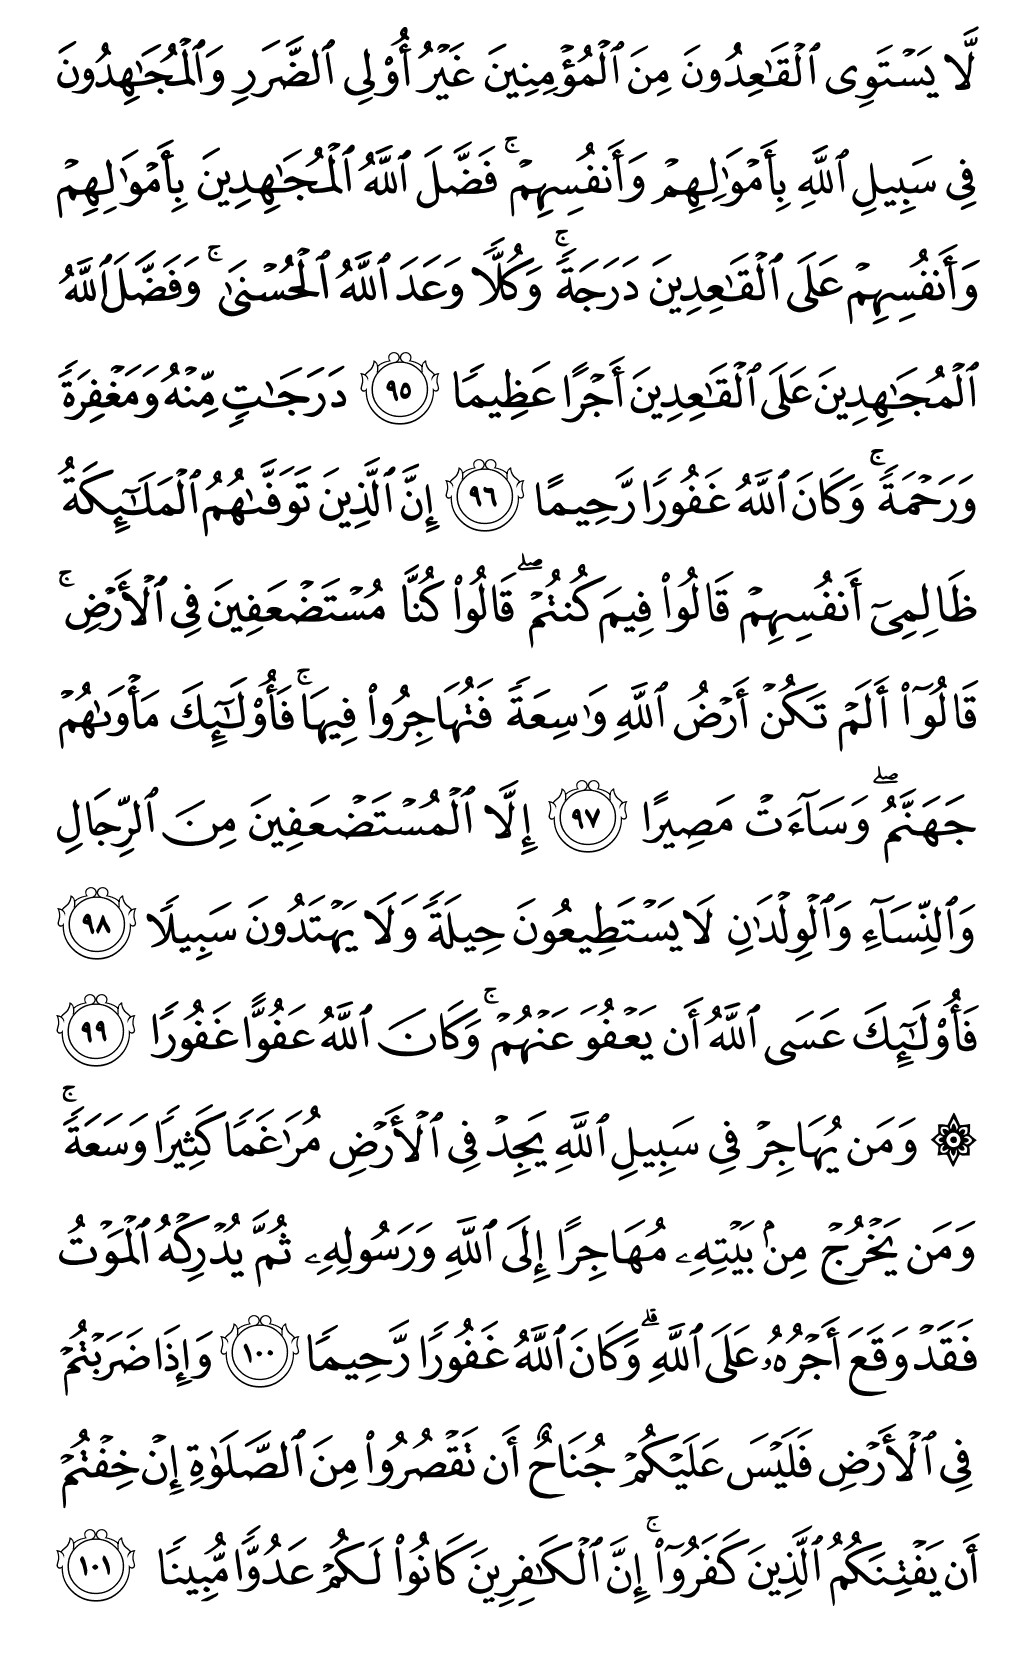 لَّا يَسْتَوِى ٱلْقَـٰعِدُونَ مِنَ ٱلْمُؤْمِنِينَ غَيْرُ أُو۟لِى ٱلضَّرَرِ وَٱلْمُجَـٰهِدُونَ
فِى سَبِيلِ ٱللَّهِ بِأَمْوَٰلِهِمْ وَأَنفُسِهِمْ ۚ فَضَّلَ ٱللَّهُ ٱلْمُجَـٰهِدِينَ بِأَمْوَٰلِهِمْ
وَأَنفُسِهِمْ عَلَى ٱلْقَـٰعِدِينَ دَرَجَةً ۚ وَكُلًّا وَعَدَ ٱللَّهُ ٱلْحُسْنَىٰ ۚ وَفَضَّلَ ٱللَّهُ
ٱلْمُجَـٰهِدِينَ عَلَى ٱلْقَـٰعِدِينَ أَجْرًا عَظِيمًا ٩٥ دَرَجَـٰتٍ مِّنْهُ وَمَغْفِرَةً
وَرَحْمَةً ۚ وَكَانَ ٱللَّهُ غَفُورًا رَّحِيمًا ٩٦ إِنَّ ٱلَّذِينَ تَوَفَّىٰهُمُ ٱلْمَلَـٰٓئِكَةُ
ظَالِمِىٓ أَنفُسِهِمْ قَالُوا۟ فِيمَ كُنتُمْ ۖ قَالُوا۟ كُنَّا مُسْتَضْعَفِينَ فِى ٱلْأَرْضِ ۚ
قَالُوٓا۟ أَلَمْ تَكُنْ أَرْضُ ٱللَّهِ وَٰسِعَةً فَتُهَاجِرُوا۟ فِيهَا ۚ فَأُو۟لَـٰٓئِكَ مَأْوَىٰهُمْ
جَهَنَّمُ ۖ وَسَآءَتْ مَصِيرًا ٩٧ إِلَّا ٱلْمُسْتَضْعَفِينَ مِنَ ٱلرِّجَالِ
وَٱلنِّسَآءِ وَٱلْوِلْدَٰنِ لَا يَسْتَطِيعُونَ حِيلَةً وَلَا يَهْتَدُونَ سَبِيلًا ٩٨
فَأُو۟لَـٰٓئِكَ عَسَى ٱللَّهُ أَن يَعْفُوَ عَنْهُمْ ۚ وَكَانَ ٱللَّهُ عَفُوًّا غَفُورًا ٩٩
۞ وَمَن يُهَاجِرْ فِى سَبِيلِ ٱللَّهِ يَجِدْ فِى ٱلْأَرْضِ مُرَٰغَمًا كَثِيرًا وَسَعَةً ۚ
وَمَن يَخْرُجْ مِنۢ بَيْتِهِۦ مُهَاجِرًا إِلَى ٱللَّهِ وَرَسُولِهِۦ ثُمَّ يُدْرِكْهُ ٱلْمَوْتُ
فَقَدْ وَقَعَ أَجْرُهُۥ عَلَى ٱللَّهِ ۗ وَكَانَ ٱللَّهُ غَفُورًا رَّحِيمًا ١٠٠ وَإِذَا ضَرَبْتُمْ
فِى ٱلْأَرْضِ فَلَيْسَ عَلَيْكُمْ جُنَاحٌ أَن تَقْصُرُوا۟ مِنَ ٱلصَّلَوٰةِ إِنْ خِفْتُمْ
أَن يَفْتِنَكُمُ ٱلَّذِينَ كَفَرُوٓا۟ ۚ إِنَّ ٱلْكَـٰفِرِينَ كَانُوا۟ لَكُمْ عَدُوًّا مُّبِينًا ١٠١